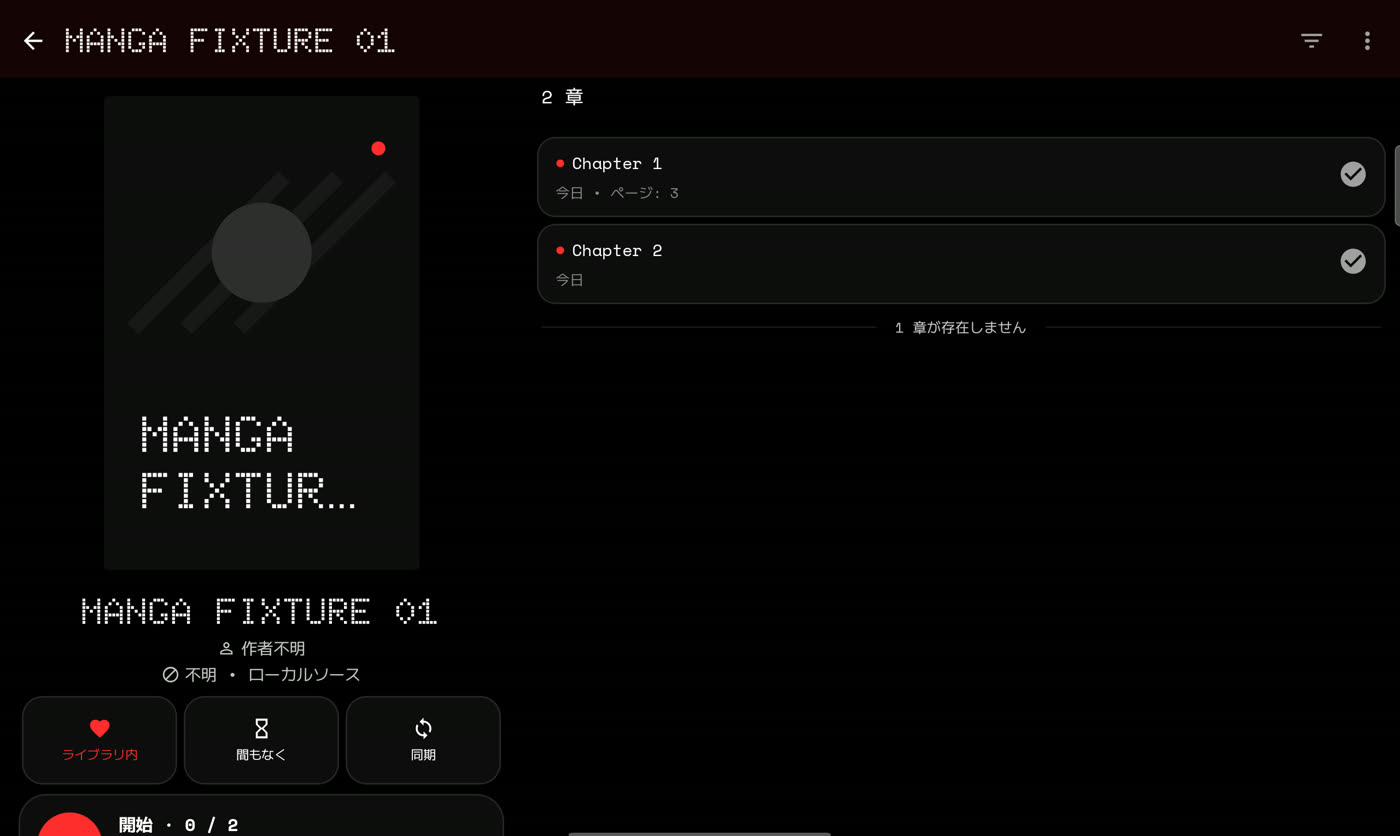 MANGA FIXTURE 01
MANGA
FIXTUR...
MANGA FIXTURE 01
作者不明
不明 • ローカルソース
ライブラリ内
間もなく
同期
開始 · 0 / 2
2 章
Chapter 1
今日 • ページ: 3
Chapter 2
今日
1 章が存在しません